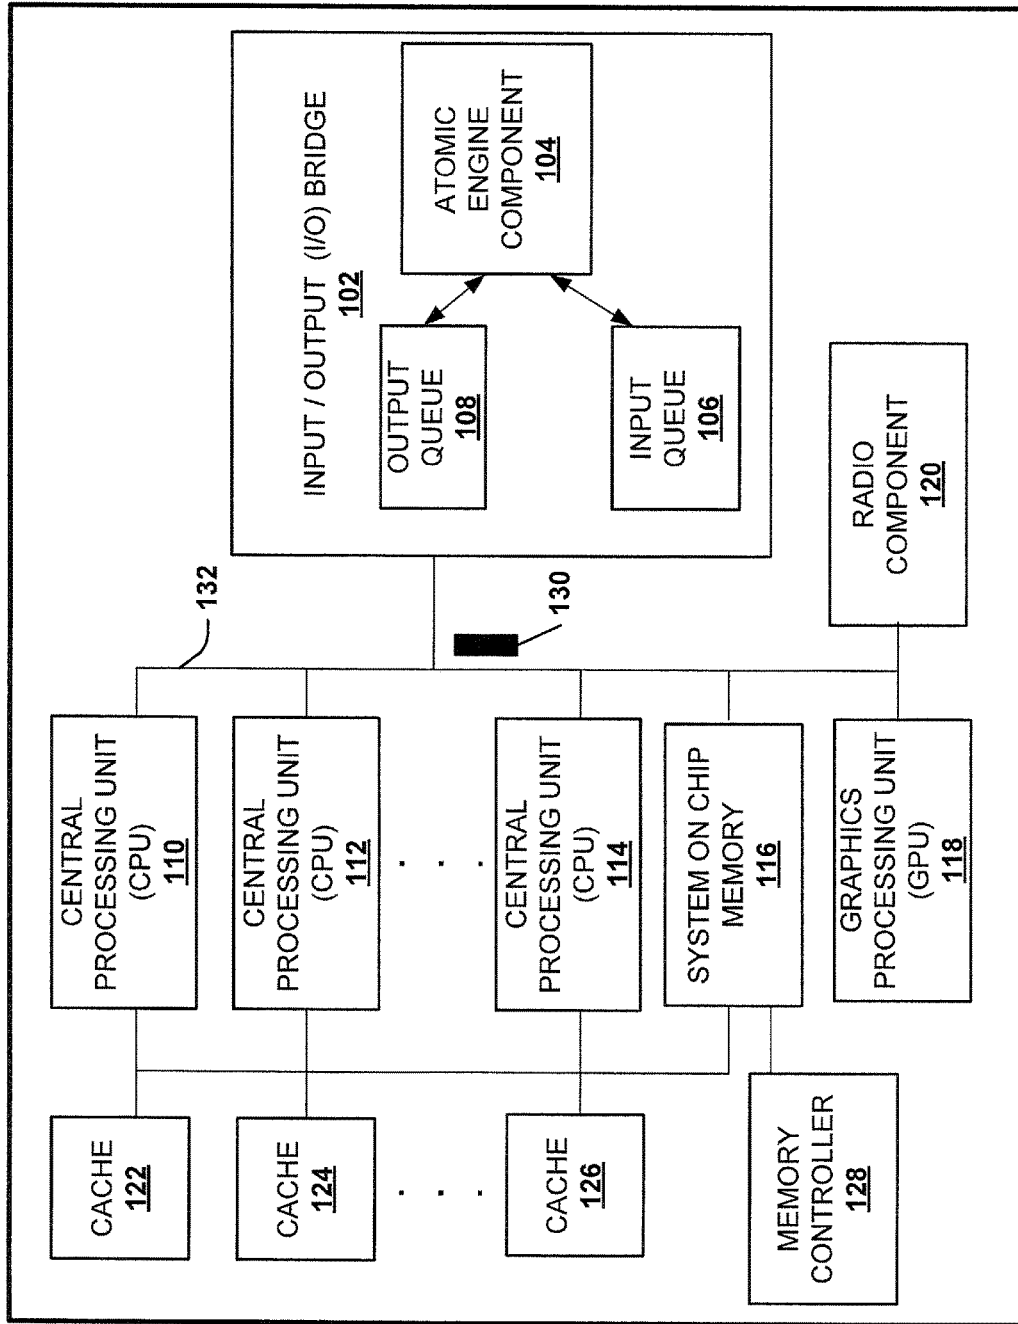 MEMORY
CONTROLLER
128
CACHE
126
. . .
CACHE
124
CACHE
122
GRAPHICS
PROCESSING UNIT
(GPU)
118
SYSTEM ON CHIP
MEMORY
116
CENTRAL
PROCESSING UNIT
(CPU)
114
. . .
CENTRAL
PROCESSING UNIT
(CPU)
112
CENTRAL
PROCESSING UNIT
(CPU)
110
132
130
RADIO
COMPONENT
120
INPUT / OUTPUT (I/O) BRIDGE
102
OUTPUT
QUEUE
108
INPUT
QUEUE
106
ATOMIC
ENGINE
COMPONENT
104